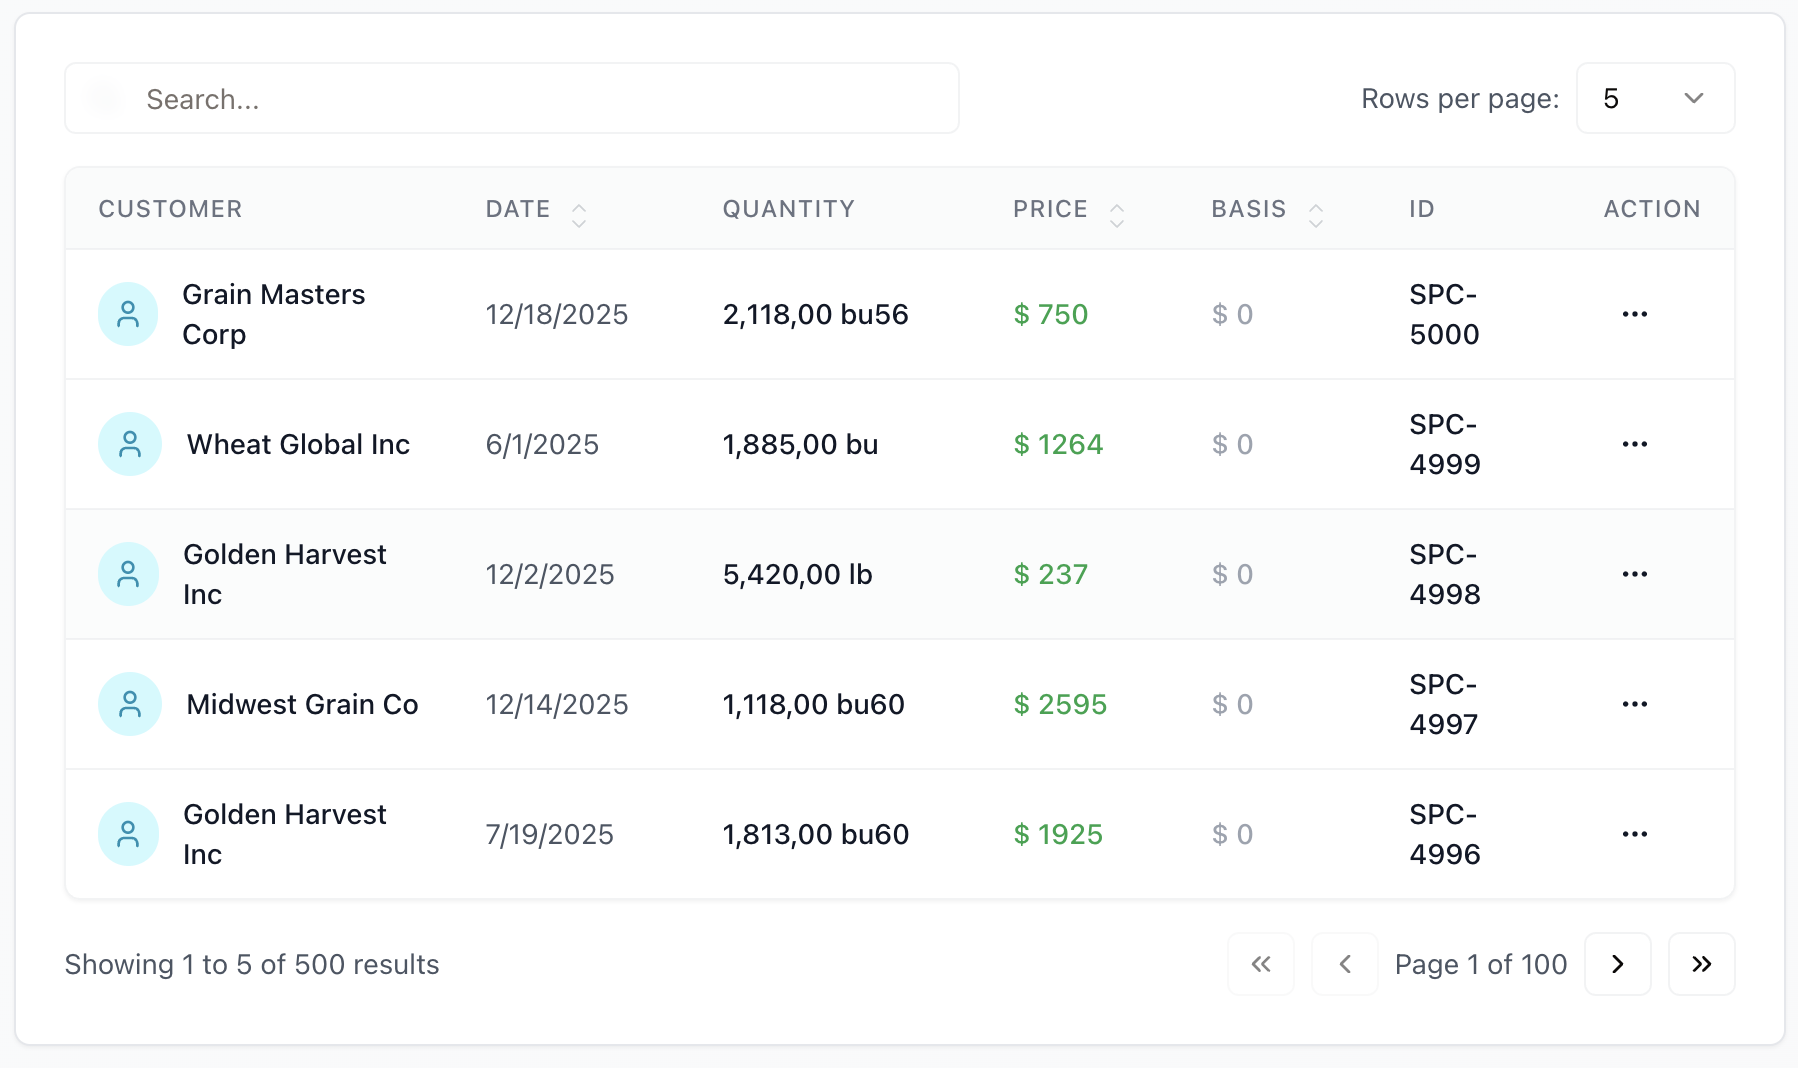 Search...
Rows per page: 5
CUSTOMER DATE QUANTITY PRICE BASIS ID ACTION
Grain Masters
Corp
12/18/2025 2,118,00 bu56 $ 750 $ 0
SPC-
5000
Wheat Global Inc 6/1/2025 1,885,00 bu $ 1264 $ 0
SPC-
4999
Golden Harvest
Inc
12/2/2025 5,420,00 lb $ 237 $ 0
SPC-
4998
Midwest Grain Co 12/14/2025 1,118,00 bu60 $ 2595 $ 0
SPC-
4997
Golden Harvest
Inc
7/19/2025 1,813,00 bu60 $ 1925 $ 0
SPC-
4996
Showing 1 to 5 of 500 results
Page 1 of 100